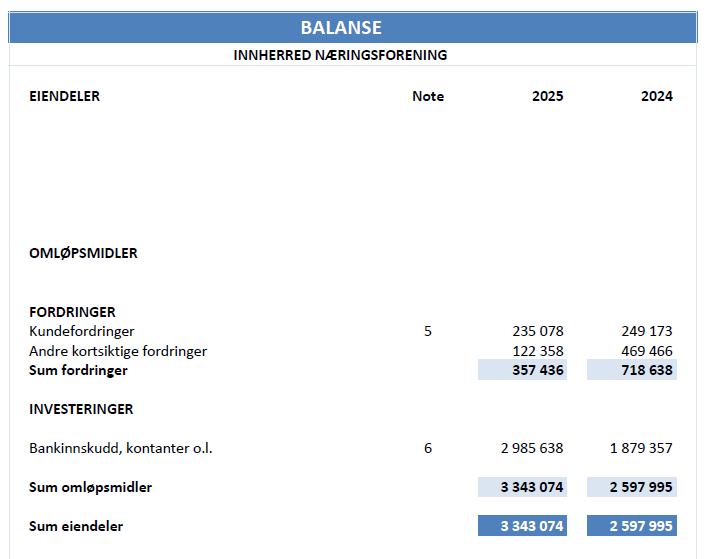 BALANSE
INNHERRED NÆRINGSFORENING
EIENDELER Note 2025 2024
OMLØPSMIDLER
FORDRINGER
Kundefordringer 5 235 078 249 173
Andre kortsiktige fordringer 122 358 469 466
Sum fordringer 357 436 718 638
INVESTERINGER
Bankinnskudd, kontanter o.l. 6 2 985 638 1 879 357
Sum omløpsmidler 3 343 074 2 597 995
Sum eiendeler 3 343 074 2 597 995